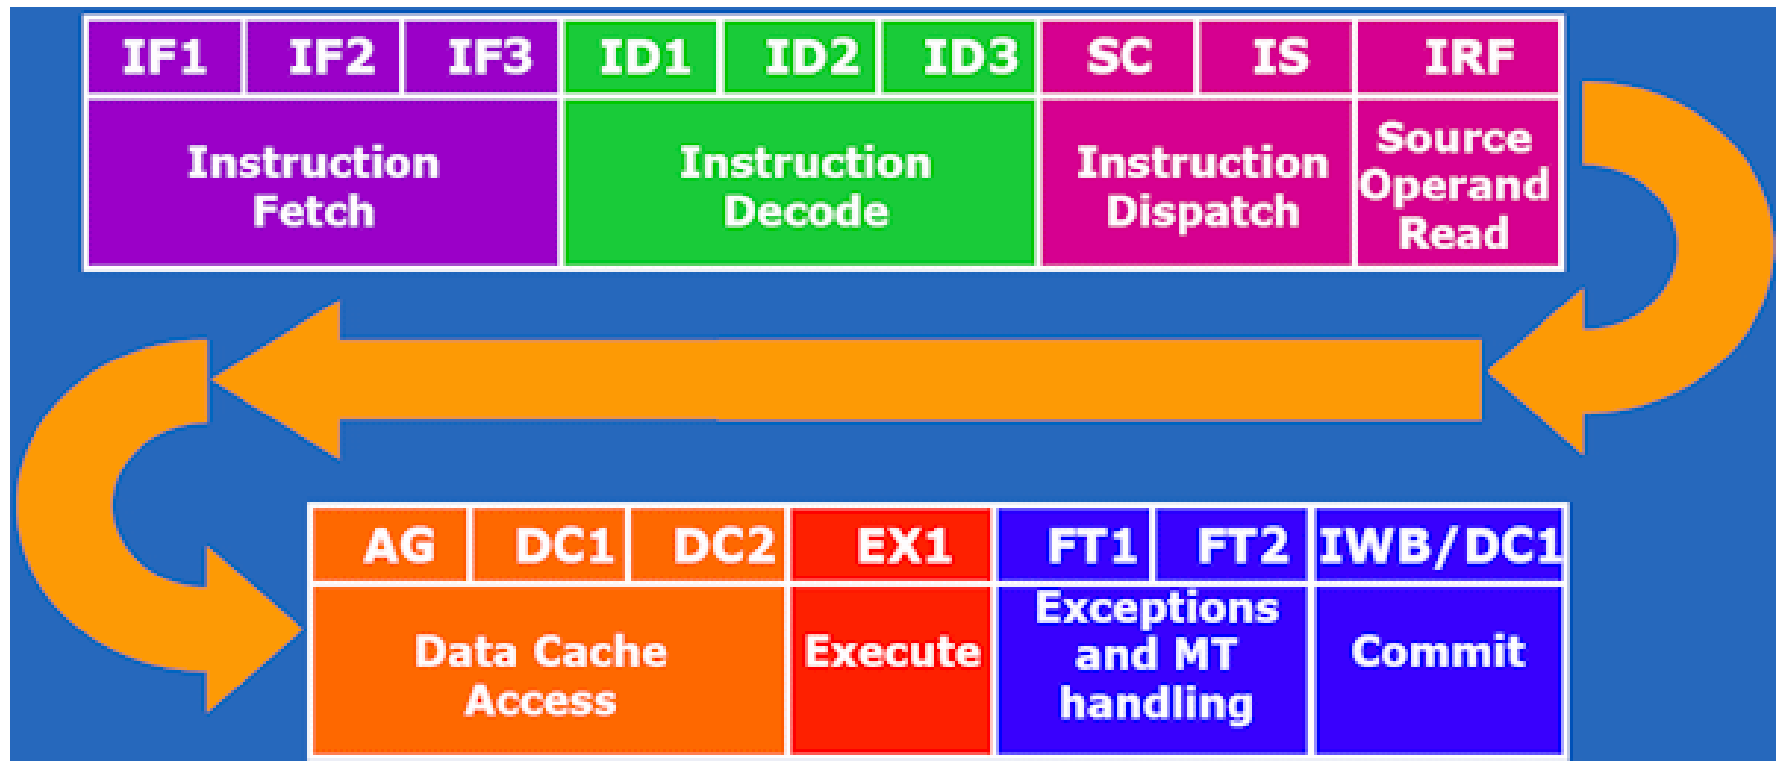 IF1 IF2 IF3 ID1 ID2 ID3 SC IS IRF
Instruction
Fetch
Instruction
Decode
Instruction
Dispatch
Source
Operand
Read
AG DC1 DC2 EX1 FT1 FT2 IWB/DC1
Data Cache
Access
Execute
Exceptions
and MT
handling
Commit